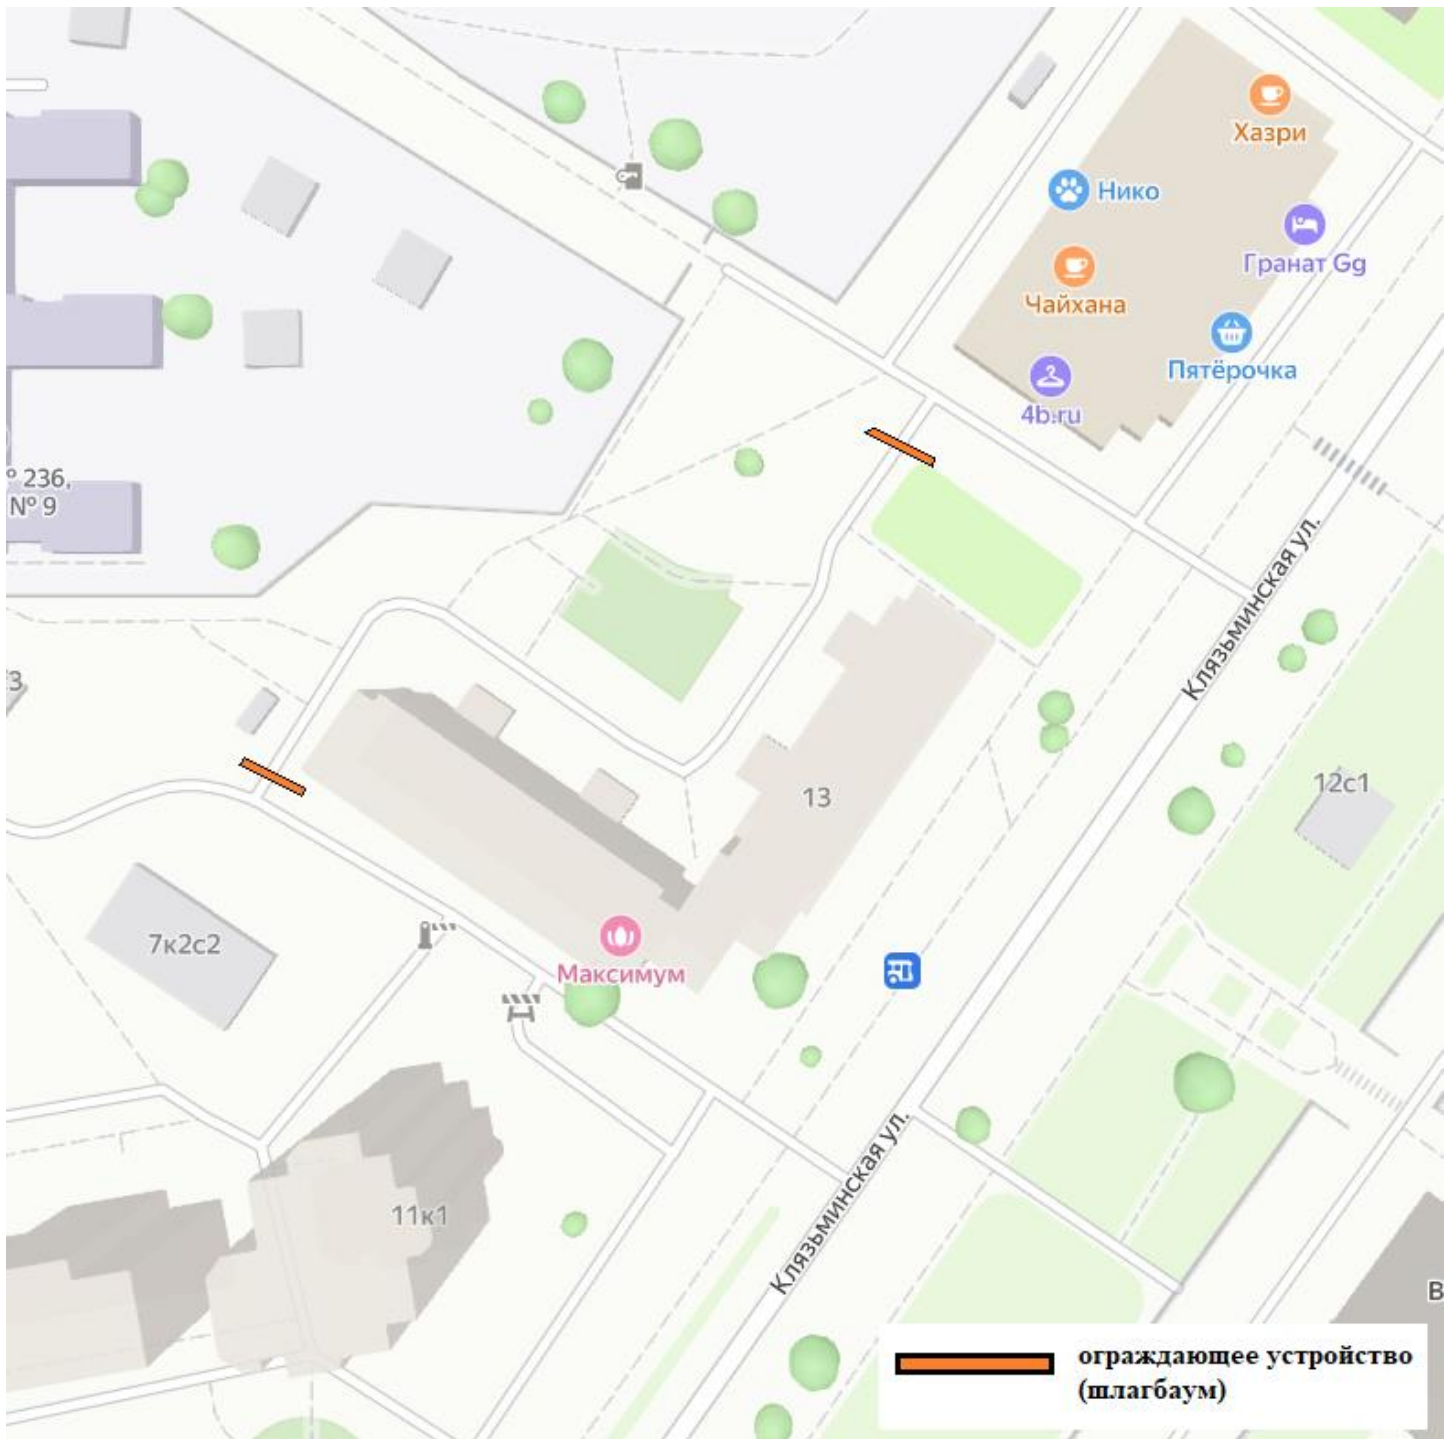 Хазри
Нико
Гранат Gg
Чайхана
Пятёрочка
4b.ru
№ 236,
№ 9
Клязьминская ул.
13
12с1
7к2с2
Максимум
11к1
Клязьминская ул.
ограждающее устройство
(шлагбаум)